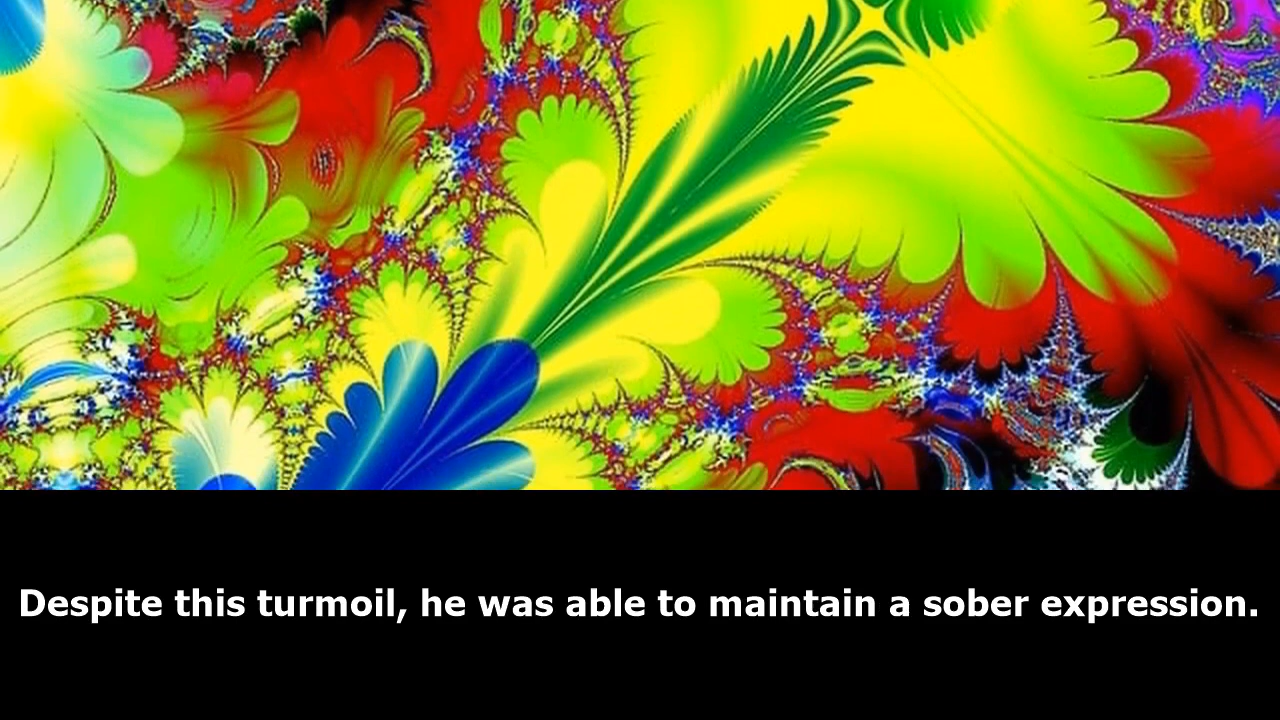 Despite this turmoil, he was able to maintain a sober expression.